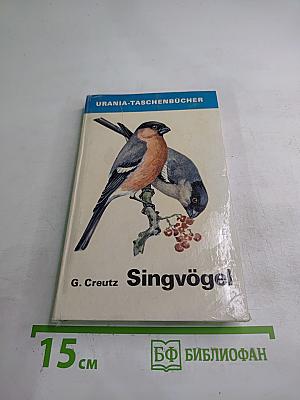 URANIA-TASCHENBÜCHER
G. Creutz Singvögel
15 см БФ БИБЛИОФАН